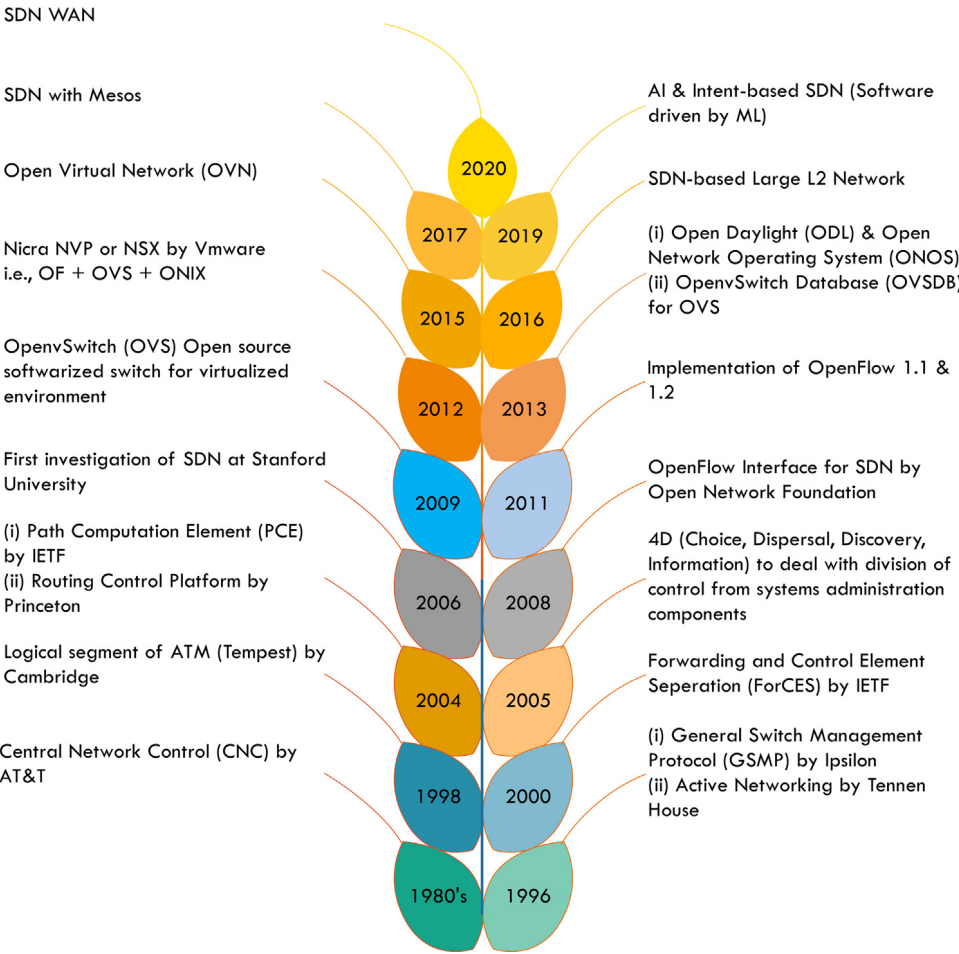 SDN WAN
SDN with Mesos
Open Virtual Network (OVN)
Nicra NVP or NSX by Vmware
i.e., OF + OVS + ONIX
OpenvSwitch (OVS) Open source
softwarized switch for virtualized
environment
First investigation of SDN at Stanford
University
(i) Path Computation Element (PCE)
by IETF
(ii) Routing Control Platform by
Princeton
Logical segment of ATM (Tempest) by
Cambridge
Central Network Control (CNC) by
AT&T
2020
2017
2019
2015
2016
2012
2013
2009
2011
2006
2008
2004
2005
1998
2000
1980's
1996
AI & Intent-based SDN (Software
driven by ML)
SDN-based Large L2 Network
(i) Open Daylight (ODL) & Open
Network Operating System (ONOS)
(ii) OpenvSwitch Database (OVSDB)
for OVS
Implementation of OpenFlow 1.1 &
1.2
OpenFlow Interface for SDN by
Open Network Foundation
4D (Choice, Dispersal, Discovery,
Information) to deal with division of
control from systems administration
components
Forwarding and Control Element
Seperation (ForCES) by IETF
(i) General Switch Management
Protocol (GSMP) by Ipsilon
(ii) Active Networking by Tennen
House